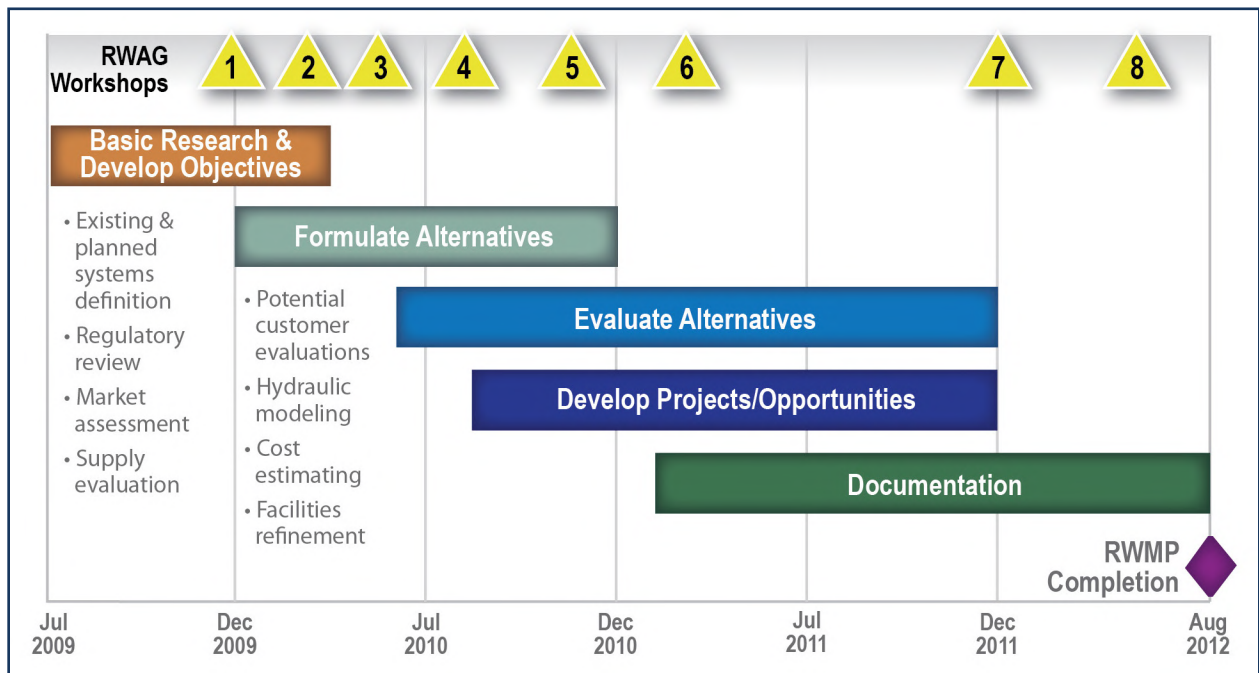 RWAG
Workshops
1
2
3
4
5
6
7
8
Basic Research &
Develop Objectives
• Existing &
planned
systems
definition
• Regulatory
review
• Market
assessment
• Supply
evaluation
Formulate Alternatives
• Potential
customer
evaluations
• Hydraulic
modeling
• Cost
estimating
• Facilities
refinement
Evaluate Alternatives
Develop Projects/Opportunities
Documentation
RWMP
Completion
Jul
2009
Dec
2009
Jul
2010
Dec
2010
Jul
2011
Dec
2011
Aug
2012